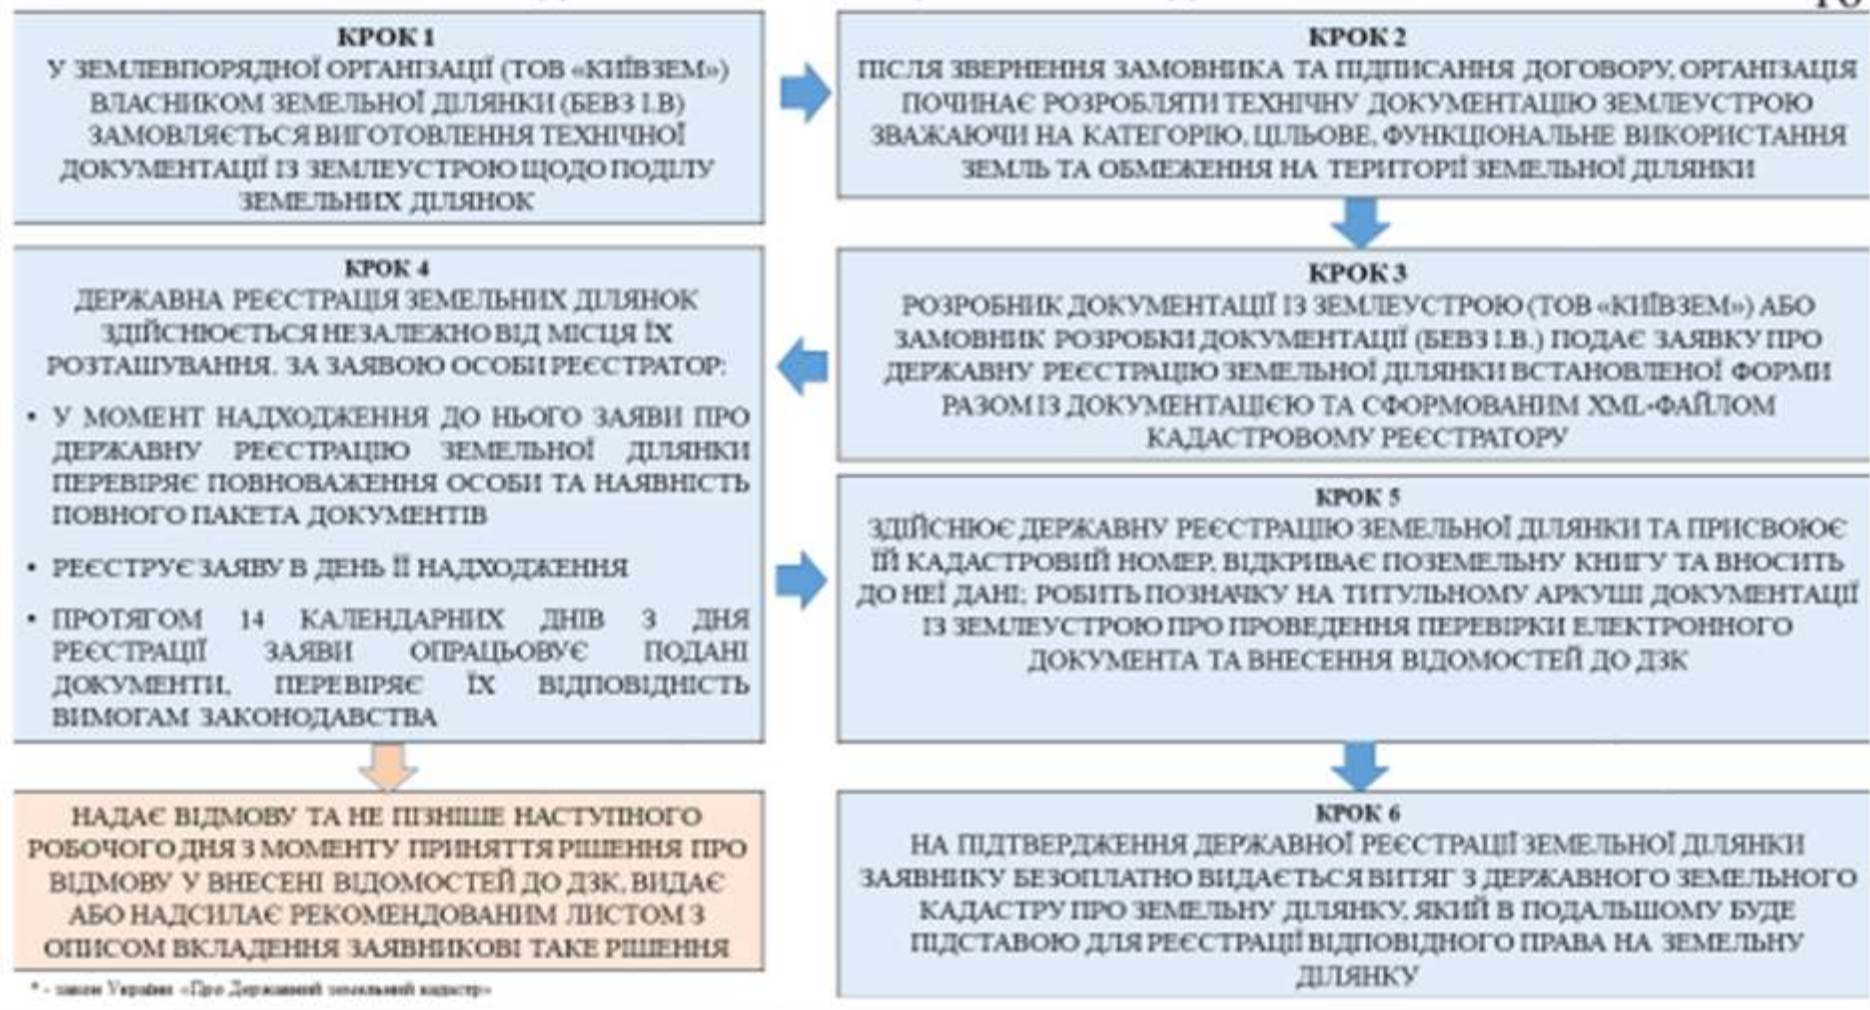 КРОК 1
У ЗЕМЛЕВПОРЯДНОЇ ОРГАНІЗАЦІЇ (ТОВ «КИЇВЗЕМ»)
ВЛАСНИКОМ ЗЕМЕЛЬНОЇ ДІЛЯНКИ (БЕВЗ І.В)
ЗАМОВЛЯЄТЬСЯ ВИГОТОВЛЕННЯ ТЕХНІЧНОЇ
ДОКУМЕНТАЦІЇ ІЗ ЗЕМЛЕУСТРОЮ ЩОДО ПОДІЛУ
ЗЕМЕЛЬНИХ ДІЛЯНОК
КРОК 2
ПІСЛЯ ЗВЕРНЕННЯ ЗАМОВНИКА ТА ПІДПИСАННЯ ДОГОВОРУ, ОРГАНІЗАЦІЯ
ПОЧИНАЄ РОЗРОБЛЯТИ ТЕХНІЧНУ ДОКУМЕНТАЦІЮ ЗЕМЛЕУСТРОЮ
ЗВАЖАЮЧИ НА КАТЕГОРІЮ, ЦІЛЬОВЕ, ФУНКЦІОНАЛЬНЕ ВИКОРИСТАННЯ
ЗЕМЛЬ ТА ОБМЕЖЕННЯ НА ТЕРИТОРІЇ ЗЕМЕЛЬНОЇ ДІЛЯНКИ
КРОК 3
РОЗРОБНИК ДОКУМЕНТАЦІЇ ІЗ ЗЕМЛЕУСТРОЮ (ТОВ «КИЇВЗЕМ») АБО
ЗАМОВНИК РОЗРОБКИ ДОКУМЕНТАЦІЇ (БЕВЗ І.В.) ПОДАЄ ЗАЯВКУ ПРО
ДЕРЖАВНУ РЕЄСТРАЦІЮ ЗЕМЕЛЬНОЇ ДІЛЯНКИ ВСТАНОВЛЕНОЇ ФОРМИ
РАЗОМ ІЗ ДОКУМЕНТАЦІЄЮ ТА СФОРМОВАНИМ XML-ФАЙЛОМ
КАДАСТРОВОМУ РЕЄСТРАТОРУ
КРОК 4
ДЕРЖАВНА РЕЄСТРАЦІЯ ЗЕМЕЛЬНИХ ДІЛЯНОК
ЗДІЙСНЮЄТЬСЯ НЕЗАЛЕЖНО ВІД МІСЦЯ ЇХ
РОЗТАШУВАННЯ. ЗА ЗАЯВОЮ ОСОБИ РЕЄСТРАТОР:
• У МОМЕНТ НАДХОДЖЕННЯ ДО НЬОГО ЗАЯВИ ПРО
ДЕРЖАВНУ РЕЄСТРАЦІЮ ЗЕМЕЛЬНОЇ ДІЛЯНКИ
ПЕРЕВІРЯЄ ПОВНОВАЖЕННЯ ОСОБИ ТА НАЯВНІСТЬ
ПОВНОГО ПАКЕТА ДОКУМЕНТІВ
• РЕЄСТРУЄ ЗАЯВУ В ДЕНЬ ЇЇ НАДХОДЖЕННЯ
• ПРОТЯГОМ 14 КАЛЕНДАРНИХ ДНІВ З ДНЯ
РЕЄСТРАЦІЇ ЗАЯВИ ОПРАЦЬОВУЄ ПОДАНІ
ДОКУМЕНТИ, ПЕРЕВІРЯЄ ЇХ ВІДПОВІДНІСТЬ
ВИМОГАМ ЗАКОНОДАВСТВА
КРОК 5
ЗДІЙСНЮЄ ДЕРЖАВНУ РЕЄСТРАЦІЮ ЗЕМЕЛЬНОЇ ДІЛЯНКИ ТА ПРИСВОЮЄ
ЇЙ КАДАСТРОВИЙ НОМЕР, ВІДКРИВАЄ ПОЗЕМЕЛЬНУ КНИГУ ТА ВНОСИТЬ
ДО НЕЇ ДАНІ; РОБИТЬ ПОЗНАЧКУ НА ТИТУЛЬНОМУ АРКУШІ ДОКУМЕНТАЦІЇ
ІЗ ЗЕМЛЕУСТРОЮ ПРО ПРОВЕДЕННЯ ПЕРЕВІРКИ ЕЛЕКТРОННОГО
ДОКУМЕНТА ТА ВНЕСЕННЯ ВІДОМОСТЕЙ ДО ДЗК
НАДАЄ ВІДМОВУ ТА НЕ ПІЗНІШЕ НАСТУПНОГО
РОБОЧОГО ДНЯ З МОМЕНТУ ПРИНЯТТЯ РІШЕННЯ ПРО
ВІДМОВУ У ВНЕСЕНІ ВІДОМОСТЕЙ ДО ДЗК, ВИДАЄ
АБО НАДСИЛАЄ РЕКОМЕНДОВАНИМ ЛИСТОМ З
ОПИСОМ ВКЛАДЕННЯ ЗАЯВНИКОВІ ТАКЕ РІШЕННЯ
КРОК 6
НА ПІДТВЕРДЖЕННЯ ДЕРЖАВНОЇ РЕЄСТРАЦІЇ ЗЕМЕЛЬНОЇ ДІЛЯНКИ
ЗАЯВНИКУ БЕЗОПЛАТНО ВИДАЄТЬСЯ ВИТЯГ З ДЕРЖАВНОГО ЗЕМЕЛЬНОГО
КАДАСТРУ ПРО ЗЕМЕЛЬНУ ДІЛЯНКУ, ЯКИЙ В ПОДАЛЬШОМУ БУДЕ
ПІДСТАВОЮ ДЛЯ РЕЄСТРАЦІЇ ВІДПОВІДНОГО ПРАВА НА ЗЕМЕЛЬНУ
ДІЛЯНКУ
* - закон України «Про Державний земельний кадастр»